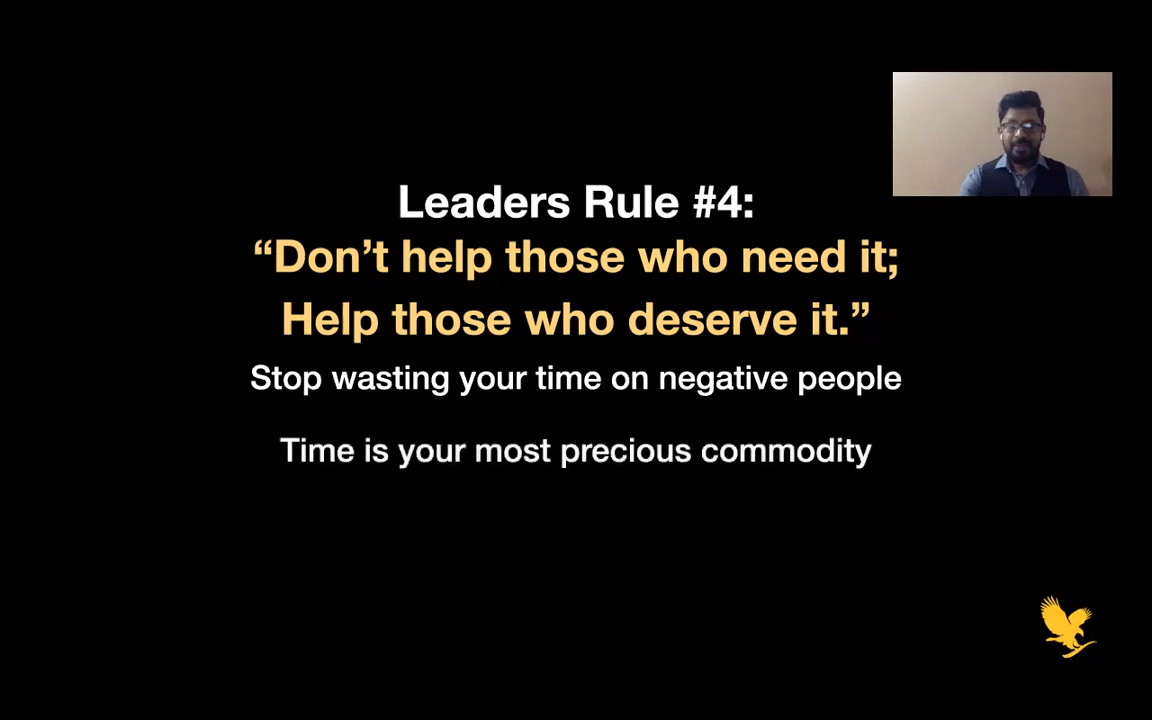 Leaders Rule #4:
“Don’t help those who need it;
Help those who deserve it.”
Stop wasting your time on negative people
Time is your most precious commodity